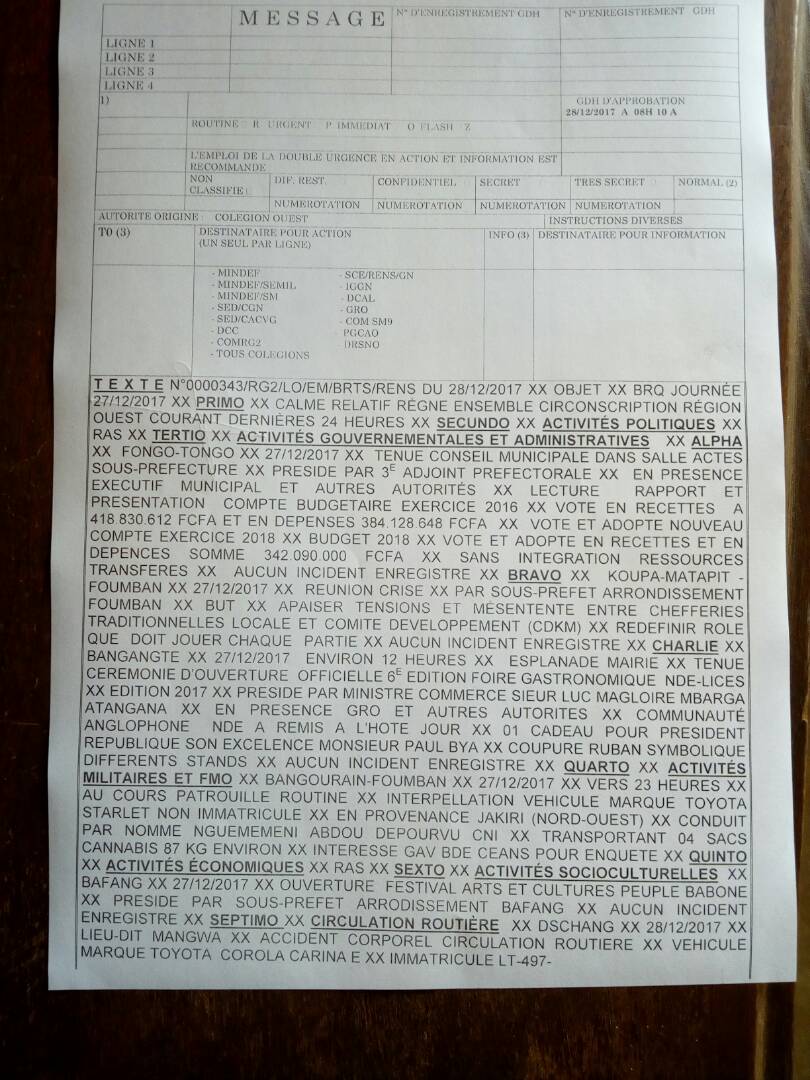 MESSAGE
N° D'ENREGISTREMENT GDH
N° D'ENREGISTREMENT GDH
LIGNE 1
LIGNE 2
LIGNE 3
LIGNE 4
1)
GDH D'APPROBATION
28/12/2017 A 08H 10 A
ROUTINE R URGENT P IMMEDIAT O FLASH Z
L'EMPLOI DE LA DOUBLE URGENCE EN ACTION ET INFORMATION EST
RECOMMANDE
NON CLASSIFIE
DIF. REST.
CONFIDENTIEL
SECRET
TRES SECRET
NORMAL (2)
NUMEROTATION
NUMEROTATION
NUMEROTATION
NUMEROTATION
AUTORITE ORIGINE : COLEGION OUEST
INSTRUCTIONS DIVERSES
TO (3)
DESTINATAIRE POUR ACTION
(UN SEUL PAR LIGNE)
INFO (3)
DESTINATAIRE POUR INFORMATION
- MINDEF
- MINDEF/SEMIL
- MINDEF/SM
- SED/CGN
- SED/CACVG
- DCC
- COMRG2
- TOUS COLEGIONS
- SCE/RENS/GN
- IGGN
- DCAL
- GRO
- COM SM9
- PGCAO
- DRSNO
TEXTE N°0000343/RG2/LO/EM/BRTS/RENS DU 28/12/2017 XX OBJET XX BRQ JOURNÉE
27/12/2017 XX PRIMO XX CALME RELATIF RÈGNE ENSEMBLE CIRCONSCRIPTION RÉGION
OUEST COURANT DERNIÈRES 24 HEURES XX SECUNDO XX ACTIVITÉS POLITIQUES XX
RAS XX TERTIO XX ACTIVITÉS GOUVERNEMENTALES ET ADMINISTRATIVES XX ALPHA
XX FONGO-TONGO XX 27/12/2017 XX TENUE CONSEIL MUNICIPALE DANS SALLE ACTES
SOUS-PREFECTURE XX PRESIDE PAR 3E ADJOINT PREFECTORALE XX EN PRESENCE
EXECUTIF MUNICIPAL ET AUTRES AUTORITÉS XX LECTURE RAPPORT ET
PRESENTATION COMPTE BUDGETAIRE EXERCICE 2016 XX VOTE EN RECETTES A
418.830.612 FCFA ET EN DEPENSES 384.128.648 FCFA XX VOTE ET ADOPTE NOUVEAU
COMPTE EXERCICE 2018 XX BUDGET 2018 XX VOTE ET ADOPTE EN RECETTES ET EN
DEPENCES SOMME 342.090.000 FCFA XX SANS INTEGRATION RESSOURCES
TRANSFERES XX AUCUN INCIDENT ENREGISTRE XX BRAVO XX KOUPA-MATAPIT -
FOUMBAN XX 27/12/2017 XX REUNION CRISE XX PAR SOUS-PREFET ARRONDISSEMENT
FOUMBAN XX BUT XX APAISER TENSIONS ET MÉSENTENTE ENTRE CHEFFERIES
TRADITIONNELLES LOCALE ET COMITE DEVELOPPEMENT (CDKM) XX REDEFINIR ROLE
QUE DOIT JOUER CHAQUE PARTIE XX AUCUN INCIDENT ENREGISTRE XX CHARLIE XX
BANGANGTE XX 27/12/2017 ENVIRON 12 HEURES XX ESPLANADE MAIRIE XX TENUE
CEREMONIE D'OUVERTURE OFFICIELLE 6E EDITION FOIRE GASTRONOMIQUE NDE-LICES
XX EDITION 2017 XX PRESIDE PAR MINISTRE COMMERCE SIEUR LUC MAGLOIRE MBARGA
ATANGANA XX EN PRESENCE GRO ET AUTRES AUTORITES XX COMMUNAUTÉ
ANGLOPHONE NDE A REMIS A L'HOTE JOUR XX 01 CADEAU POUR PRESIDENT
REPUBLIQUE SON EXCELENCE MONSIEUR PAUL BYA XX COUPURE RUBAN SYMBOLIQUE
DIFFERENTS STANDS XX AUCUN INCIDENT ENREGISTRE XX QUARTO XX ACTIVITÉS
MILITAIRES ET FMO XX BANGOURAIN-FOUMBAN XX 27/12/2017 XX VERS 23 HEURES XX
AU COURS PATROUILLE ROUTINE XX INTERPELLATION VEHICULE MARQUE TOYOTA
STARLET NON IMMATRICULE XX EN PROVENANCE JAKIRI (NORD-OUEST) XX CONDUIT
PAR NOMME NGUEMEMENI ABDOU DEPOURVU CNI XX TRANSPORTANT 04 SACS
CANNABIS 87 KG ENVIRON XX INTERESSE GAV BDE CEANS POUR ENQUETE XX QUINTO
XX ACTIVITÉS ÉCONOMIQUES XX RAS XX SEXTO XX ACTIVITÉS SOCIOCULTURELLES XX
BAFANG XX 27/12/2017 XX OUVERTURE FESTIVAL ARTS ET CULTURES PEUPLE BABONE
XX PRESIDE PAR SOUS-PREFET ARRODISSEMENT BAFANG XX AUCUN INCIDENT
ENREGISTRE XX SEPTIMO XX CIRCULATION ROUTIÈRE XX DSCHANG XX 28/12/2017 XX
LIEU-DIT MANGWA XX ACCIDENT CORPOREL CIRCULATION ROUTIERE XX VEHICULE
MARQUE TOYOTA COROLA CARINA E XX IMMATRICULE LT-497-